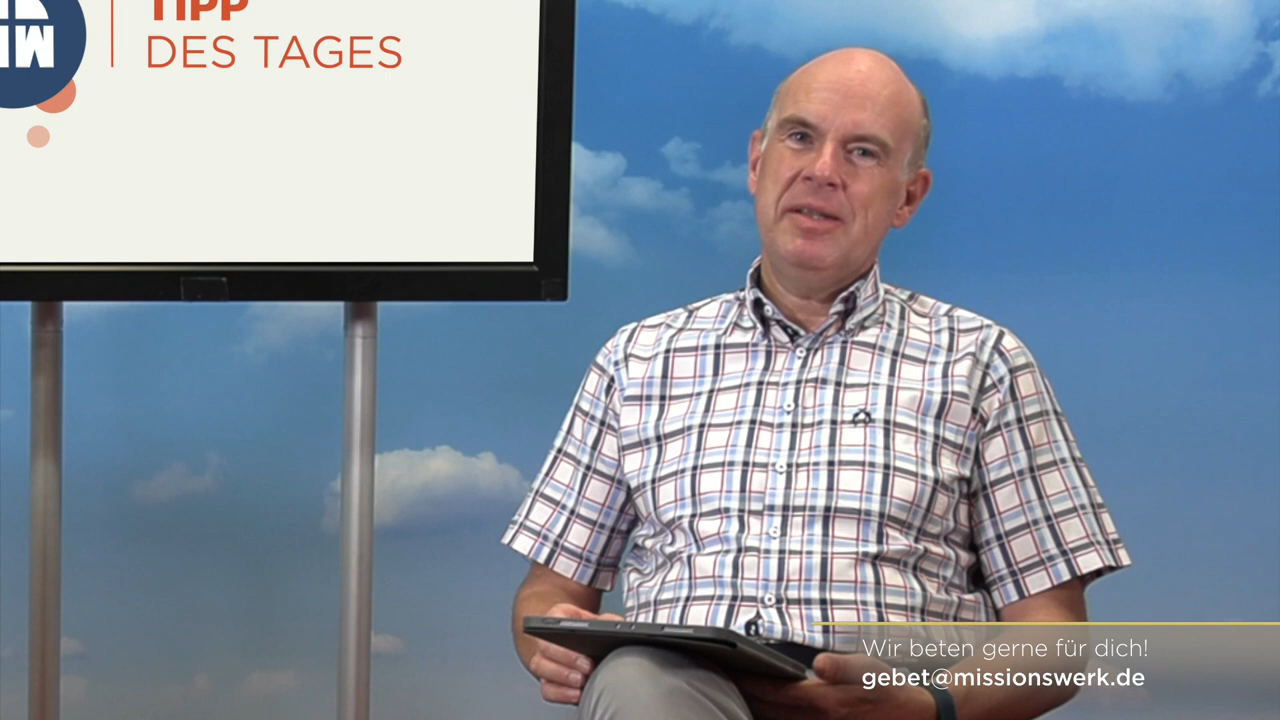 TIPP
DES TAGES
Wir beten gerne für dich!
gebet@missionswerk.de